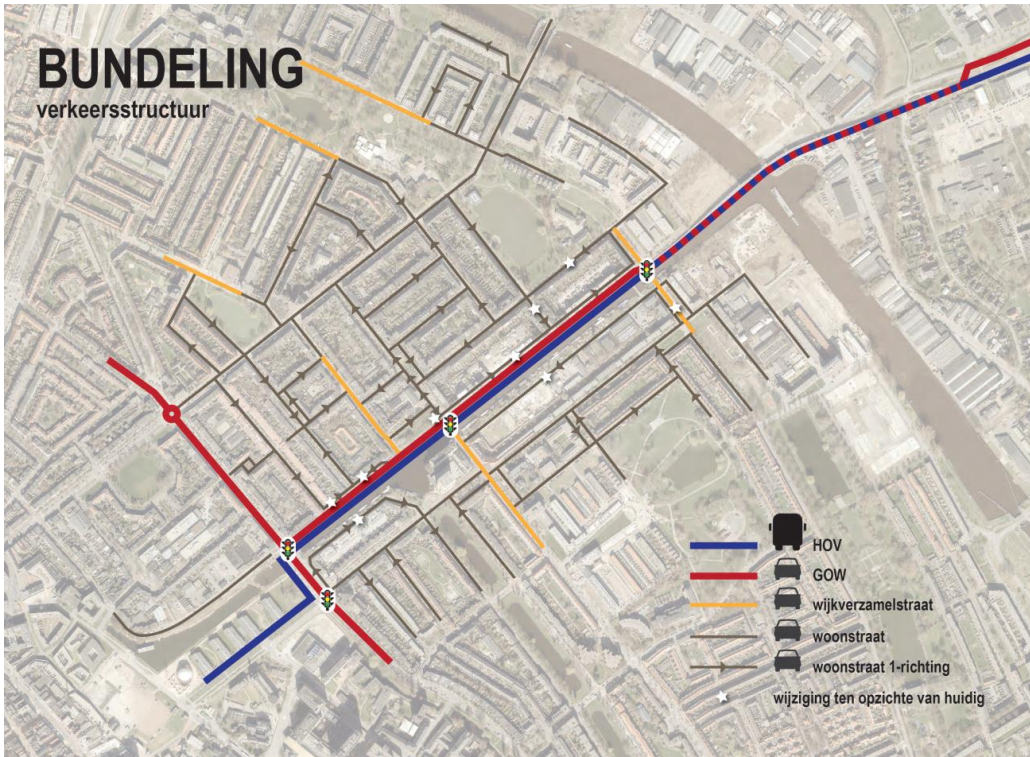 BUNDELING
verkeersstructuur
HOV
GOW
wijkverzamelstraat
woonstraat
woonstraat 1-richting
wijziging ten opzichte van huidig